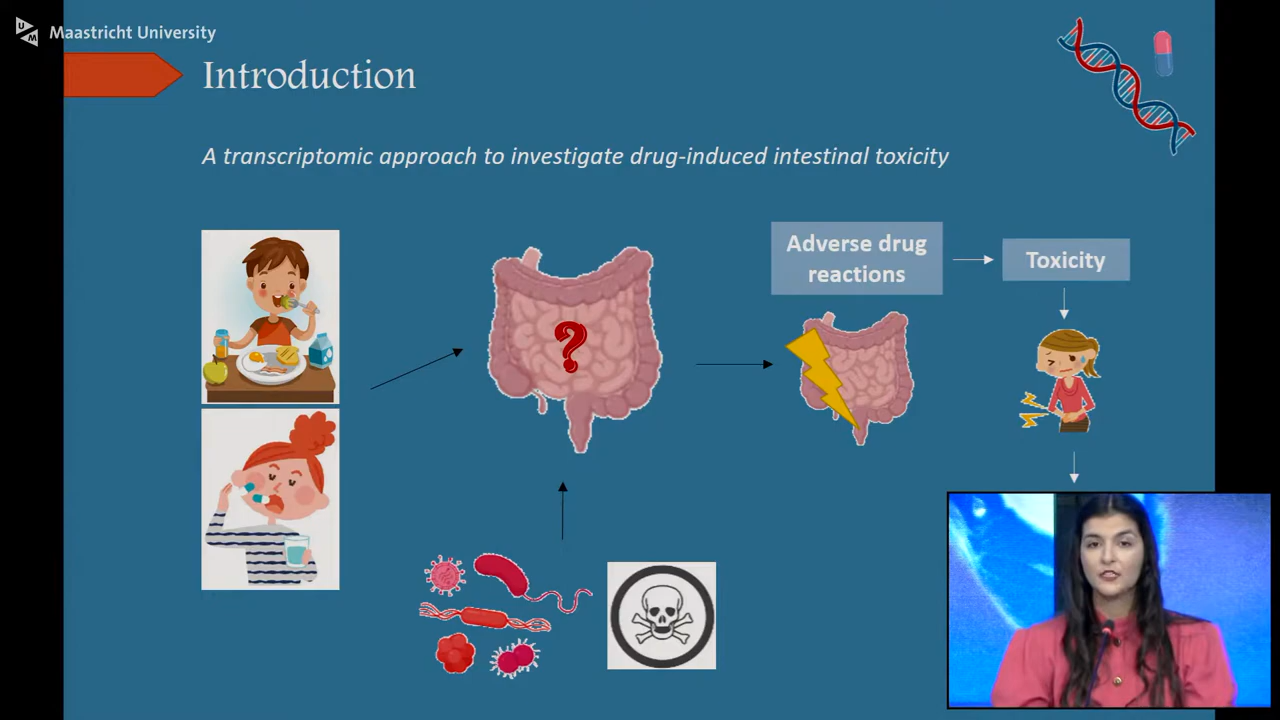 Maastricht University
Introduction
A transcriptomic approach to investigate drug-induced intestinal toxicity
Adverse drug
reactions
Toxicity
?